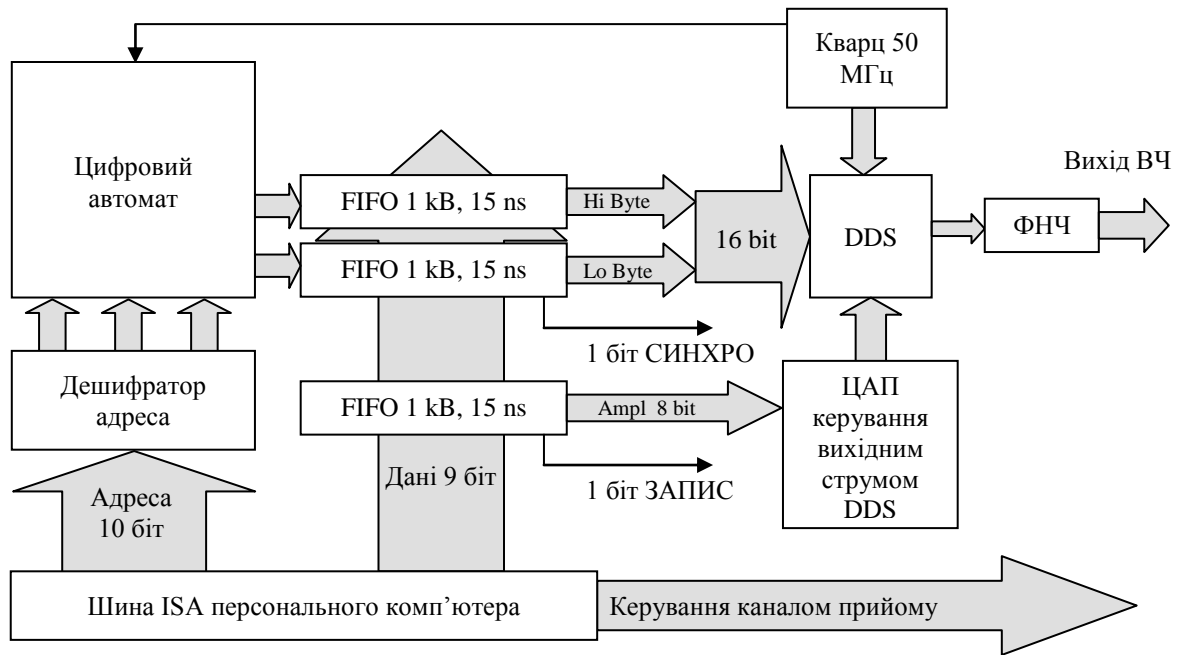 Кварц 50
МГц
Цифровий
автомат
Вихід ВЧ
FIFO 1 kB, 15 ns
Hi Byte
16 bit
DDS
ФНЧ
FIFO 1 kB, 15 ns
Lo Byte
1 біт СИНХРО
Дешифратор
адреса
FIFO 1 kB, 15 ns
Ampl 8 bit
ЦАП
керування
вихідним
струмом
DDS
Дані 9 біт
1 біт ЗАПИС
Адреса
10 біт
Шина ISA персонального комп’ютера
Керування каналом прийому